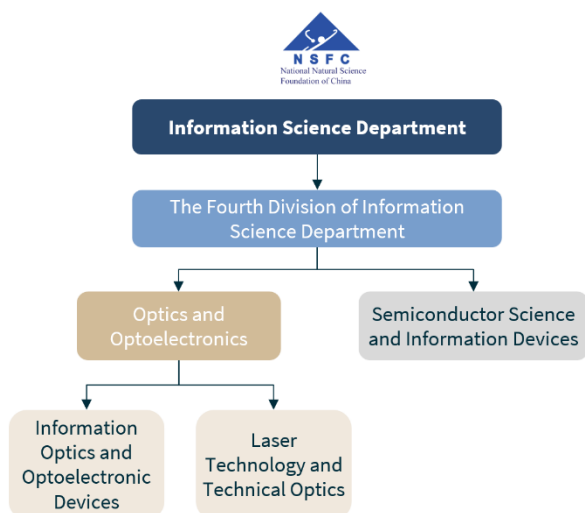 NSFC
National Natural Science
Foundation of China
Information Science Department
The Fourth Division of Information
Science Department
Optics and
Optoelectronics
Semiconductor Science
and Information Devices
Information
Optics and
Optoelectronic
Devices
Laser
Technology and
Technical Optics